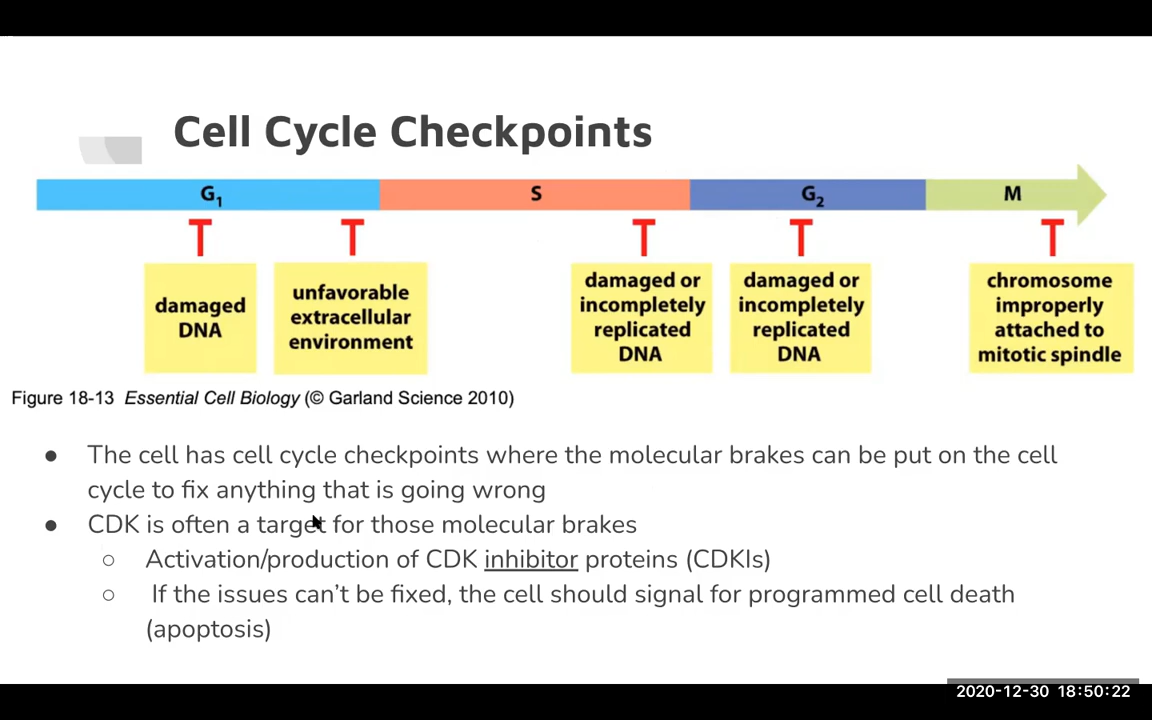 Cell Cycle Checkpoints
G1 S G2 M
damaged
DNA
unfavorable
extracellular
environment
damaged or
incompletely
replicated
DNA
damaged or
incompletely
replicated
DNA
chromosome
improperly
attached to
mitotic spindle
Figure 18-13 Essential Cell Biology (© Garland Science 2010)
● The cell has cell cycle checkpoints where the molecular brakes can be put on the cell
cycle to fix anything that is going wrong
● CDK is often a target for those molecular brakes
○ Activation/production of CDK inhibitor proteins (CDKIs)
○ If the issues can’t be fixed, the cell should signal for programmed cell death
(apoptosis)
2020-12-30 18:50:22